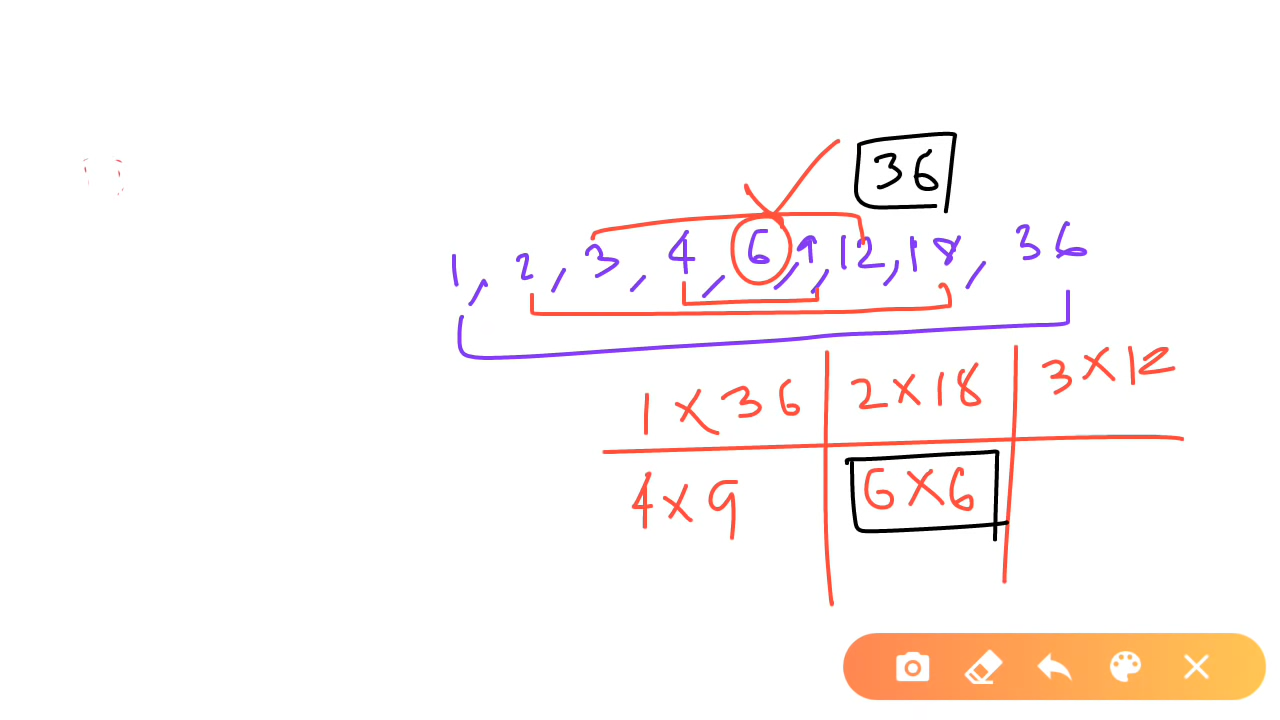 36
1, 2, 3, 4, 6, 9, 12, 18, 36
1 X 36 2 X 18 3 X 12
4 X 9 6 X 6